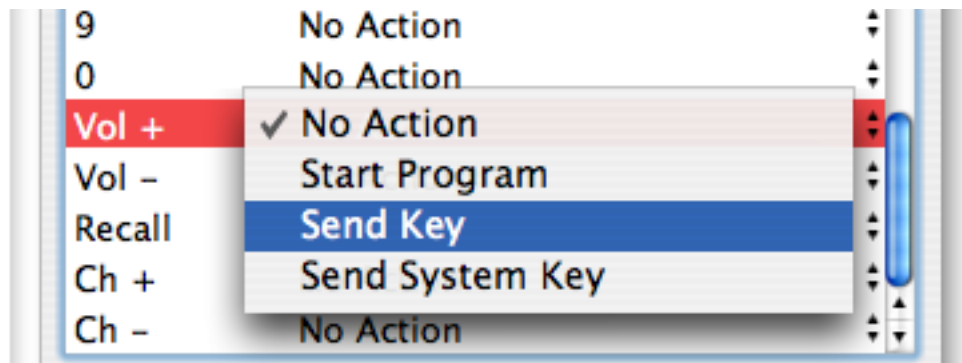 9 No Action
0 No Action
Vol + ✓ No Action
Vol – Start Program
Recall Send Key
Ch + Send System Key
Ch – No Action